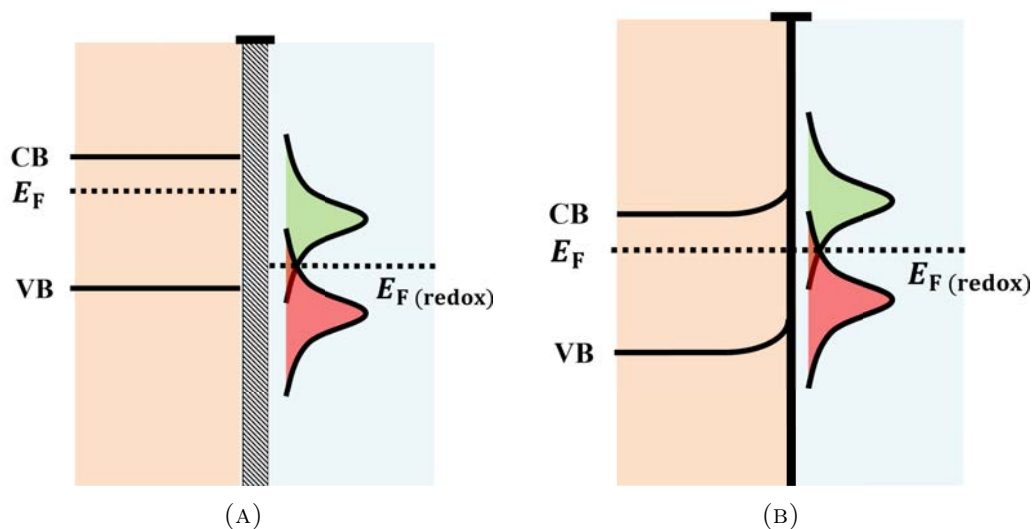 CB
E_F
VB
E_F (redox)
(A)
CB
E_F
VB
E_F (redox)
(B)